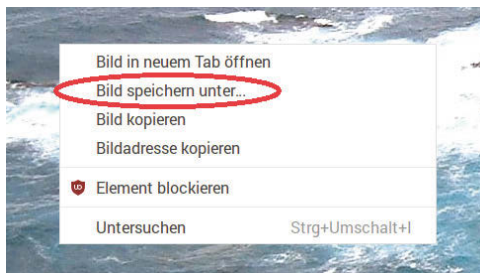 Bild in neuem Tab öffnen
Bild speichern unter...
Bild kopieren
Bildadresse kopieren
Element blockieren
Untersuchen Strg+Umschalt+I